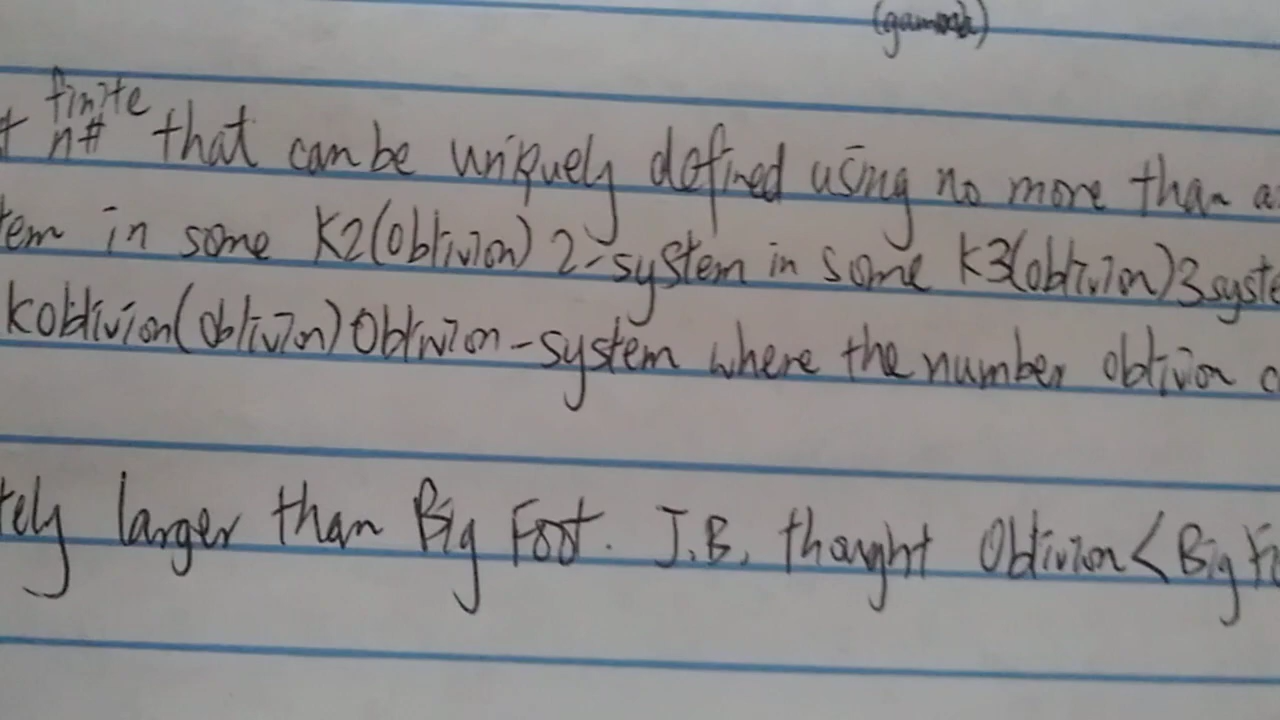 finite
n# that can be uniquely defined using no more than a
tem in some K2(Oblivion) 2-system in some K3(oblivion)3 syste
Koblivion(Oblivion)Oblivion-system where the number oblivion
tely larger than Big Foot. J.B. thought Oblivion<Big Fo